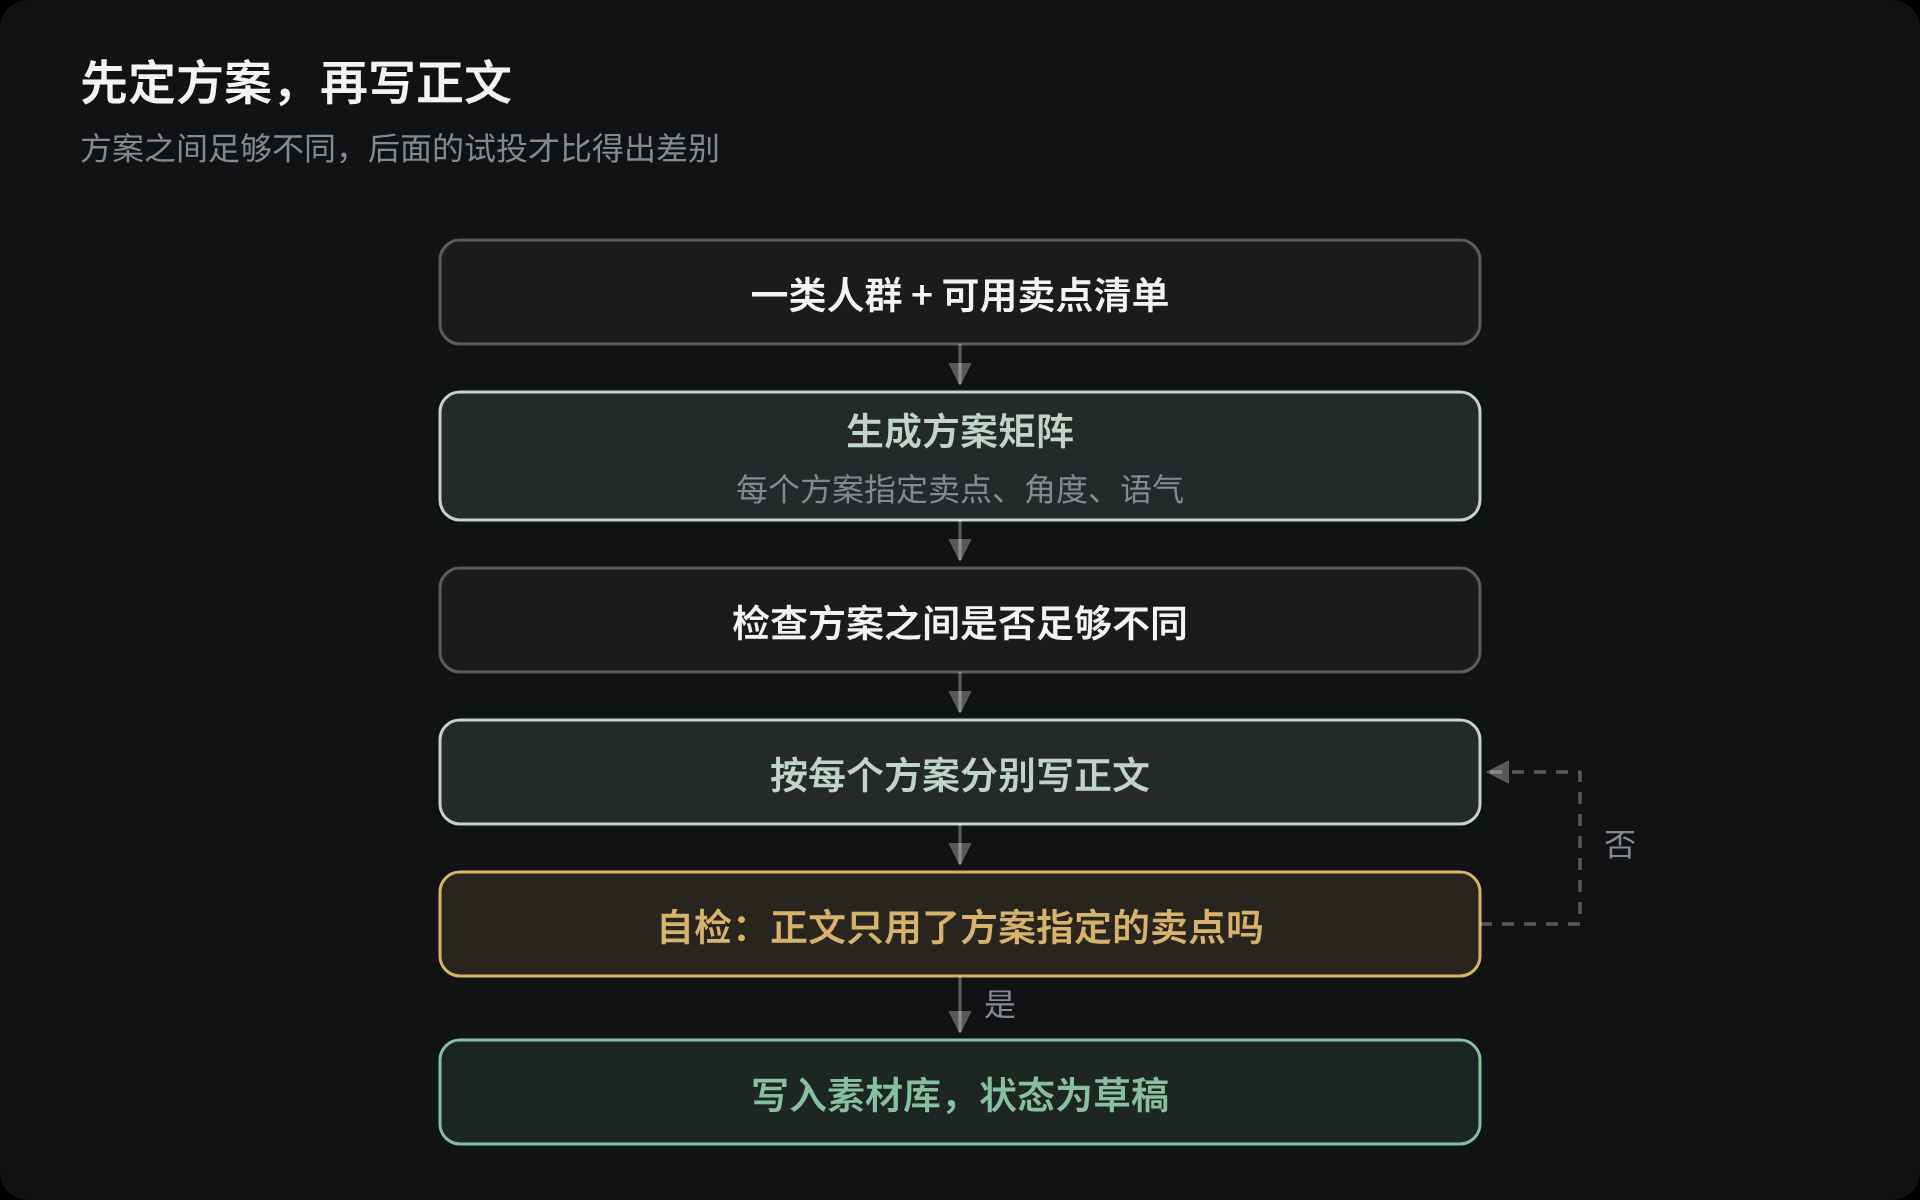 先定方案，再写正文
方案之间足够不同，后面的试投才比得出差别
一类人群 + 可用卖点清单
生成方案矩阵
每个方案指定卖点、角度、语气
检查方案之间是否足够不同
按每个方案分别写正文
否
自检：正文只用了方案指定的卖点吗
是
写入素材库，状态为草稿